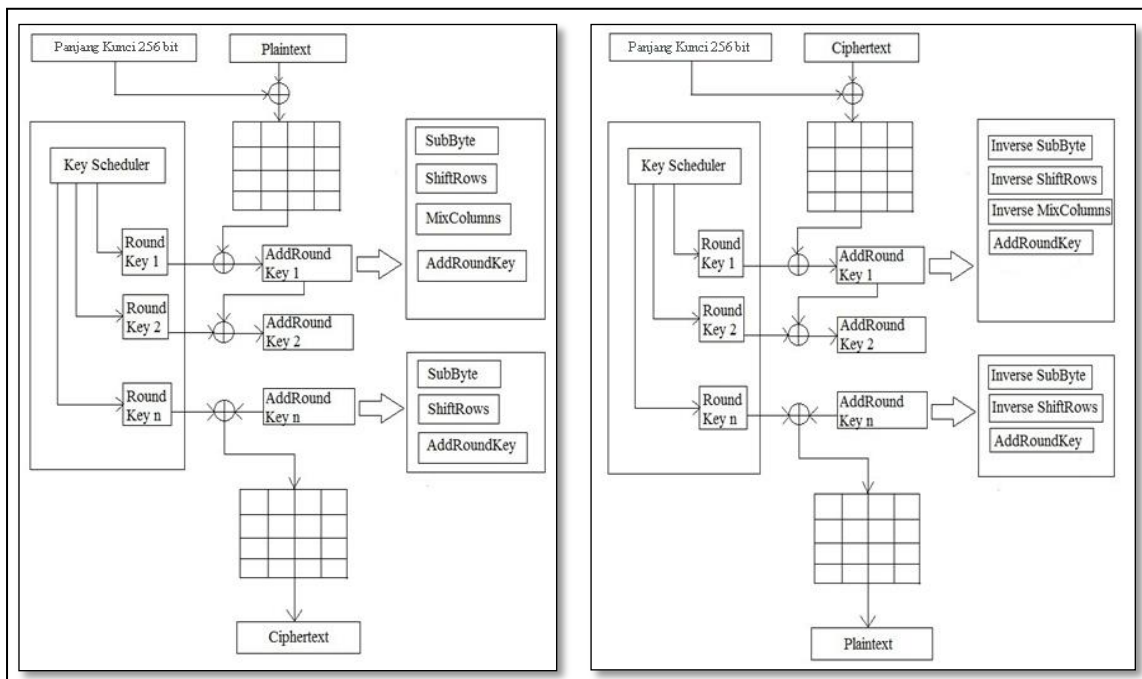 Panjang Kunci 256 bit
Plaintext
Key Scheduler
Round
Key 1
AddRound
Key 1
Round
Key 2
AddRound
Key 2
Round
Key n
AddRound
Key n
SubByte
ShiftRows
MixColumns
AddRoundKey
SubByte
ShiftRows
AddRoundKey
Ciphertext
Panjang Kunci 256 bit
Ciphertext
Key Scheduler
Round
Key 1
AddRound
Key 1
Round
Key 2
AddRound
Key 2
Round
Key n
AddRound
Key n
Inverse SubByte
Inverse ShiftRows
Inverse MixColumns
AddRoundKey
Inverse SubByte
Inverse ShiftRows
AddRoundKey
Plaintext